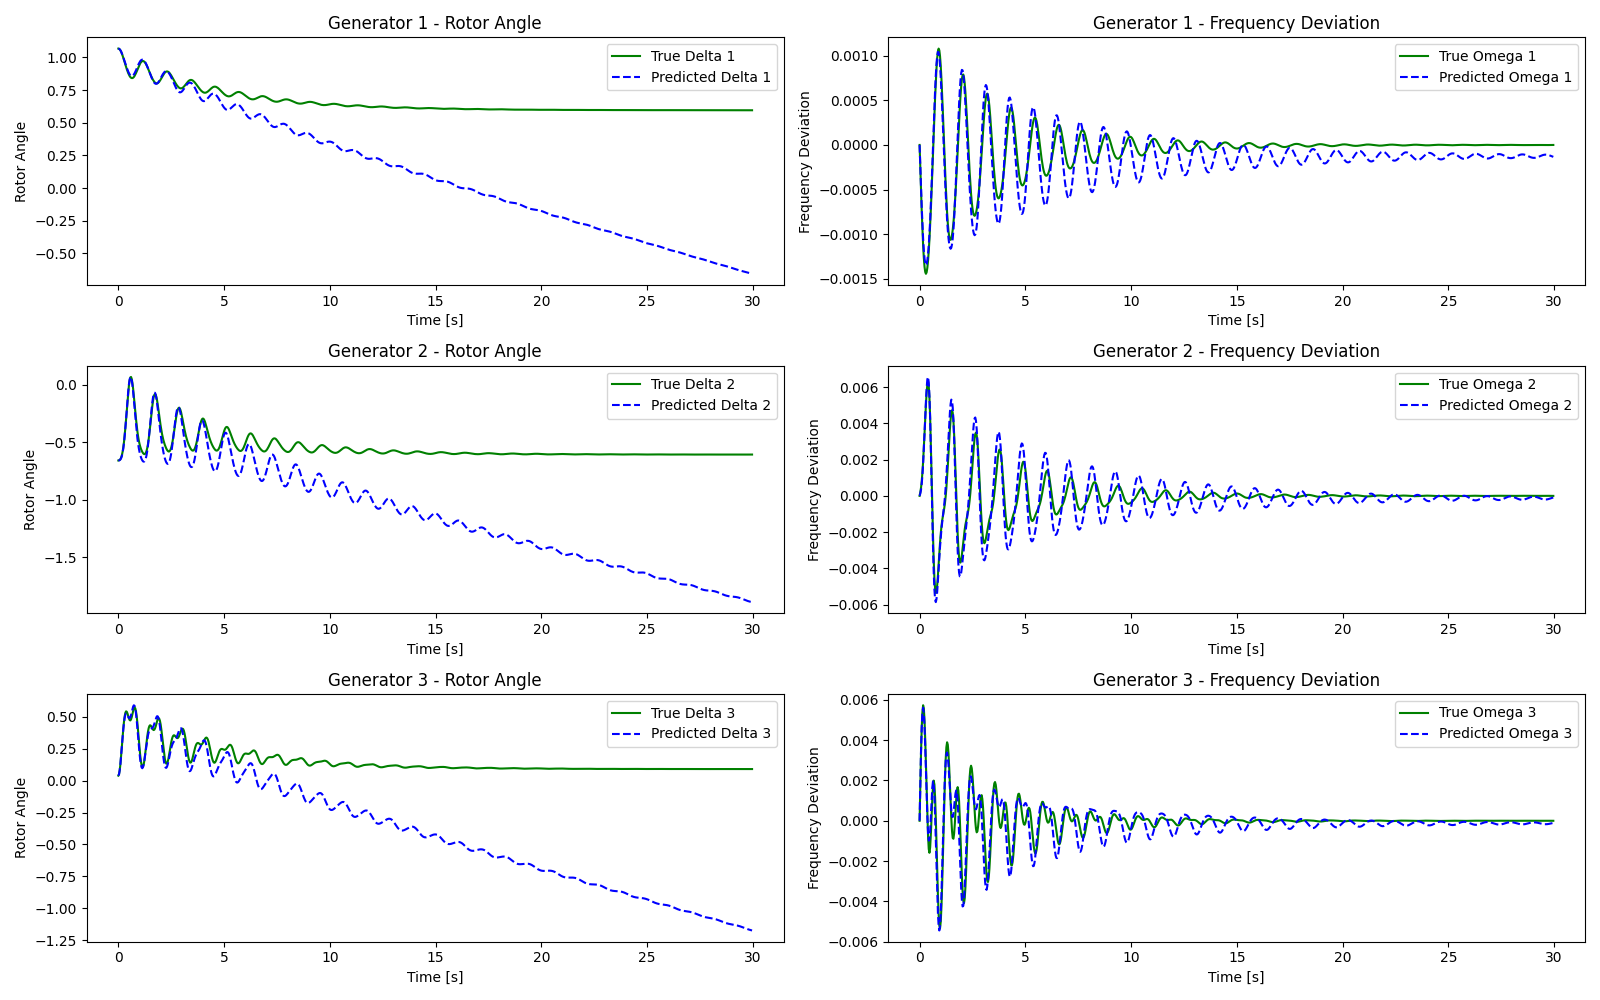 Generator 1 - Rotor Angle
Rotor Angle
1.00
0.75
0.50
0.25
0.00
−0.25
−0.50
True Delta 1
Predicted Delta 1
0 5 10 15 20 25 30
Time [s]
Generator 1 - Frequency Deviation
Frequency Deviation
0.0010
0.0005
0.0000
−0.0005
−0.0010
−0.0015
True Omega 1
Predicted Omega 1
0 5 10 15 20 25 30
Time [s]
Generator 2 - Rotor Angle
Rotor Angle
0.0
−0.5
−1.0
−1.5
True Delta 2
Predicted Delta 2
0 5 10 15 20 25 30
Time [s]
Generator 2 - Frequency Deviation
Frequency Deviation
0.006
0.004
0.002
0.000
−0.002
−0.004
−0.006
True Omega 2
Predicted Omega 2
0 5 10 15 20 25 30
Time [s]
Generator 3 - Rotor Angle
Rotor Angle
0.50
0.25
0.00
−0.25
−0.50
−0.75
−1.00
−1.25
True Delta 3
Predicted Delta 3
0 5 10 15 20 25 30
Time [s]
Generator 3 - Frequency Deviation
Frequency Deviation
0.006
0.004
0.002
0.000
−0.002
−0.004
−0.006
True Omega 3
Predicted Omega 3
0 5 10 15 20 25 30
Time [s]